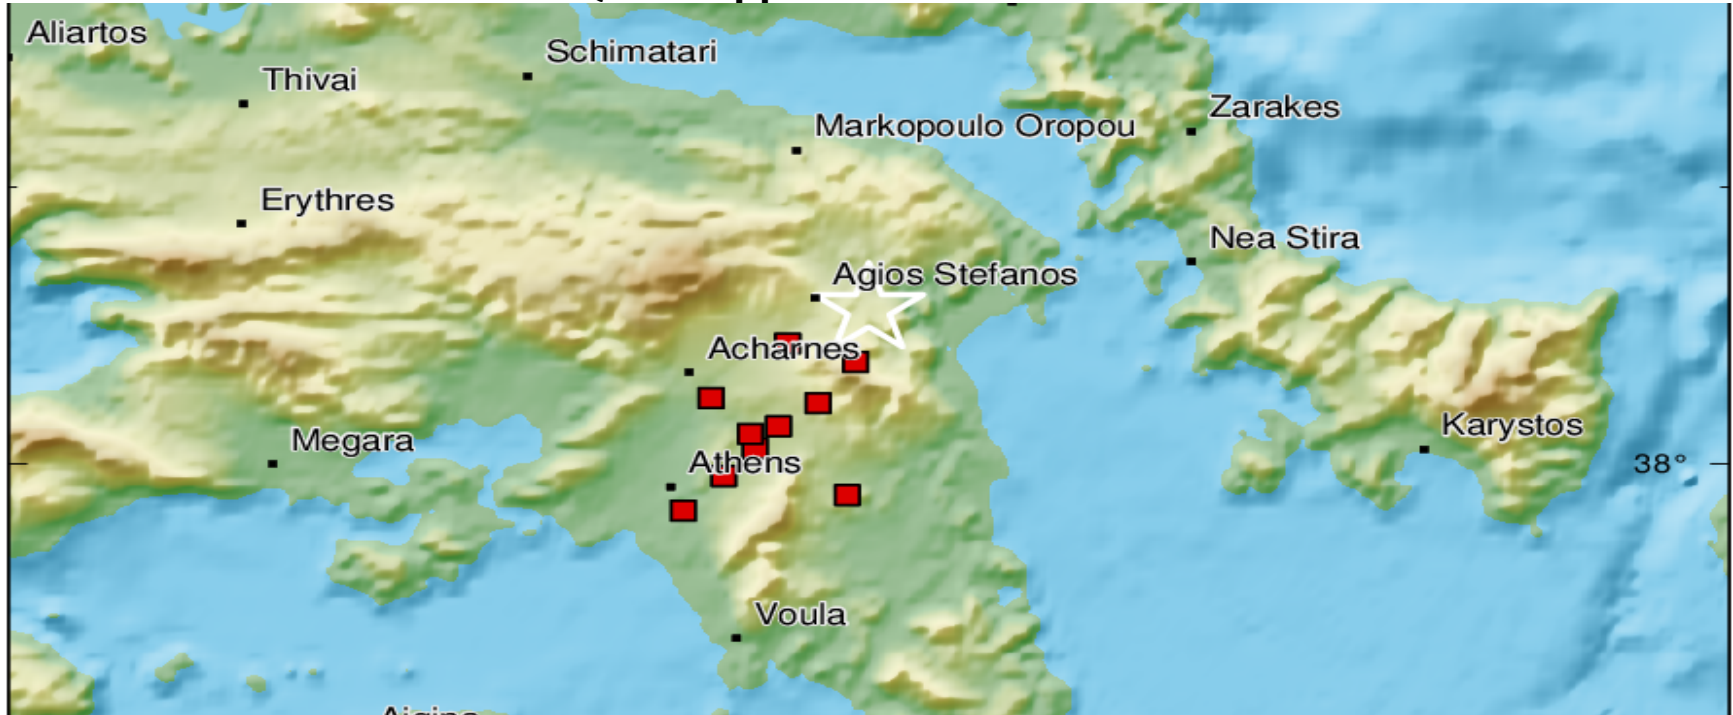 Aliartos
Schimatari
Thivai
Zarakes
Markopoulo Oropou
Erythres
Nea Stira
Agios Stefanos
Acharnes
Karystos
Megara
Athens
38°
Voula